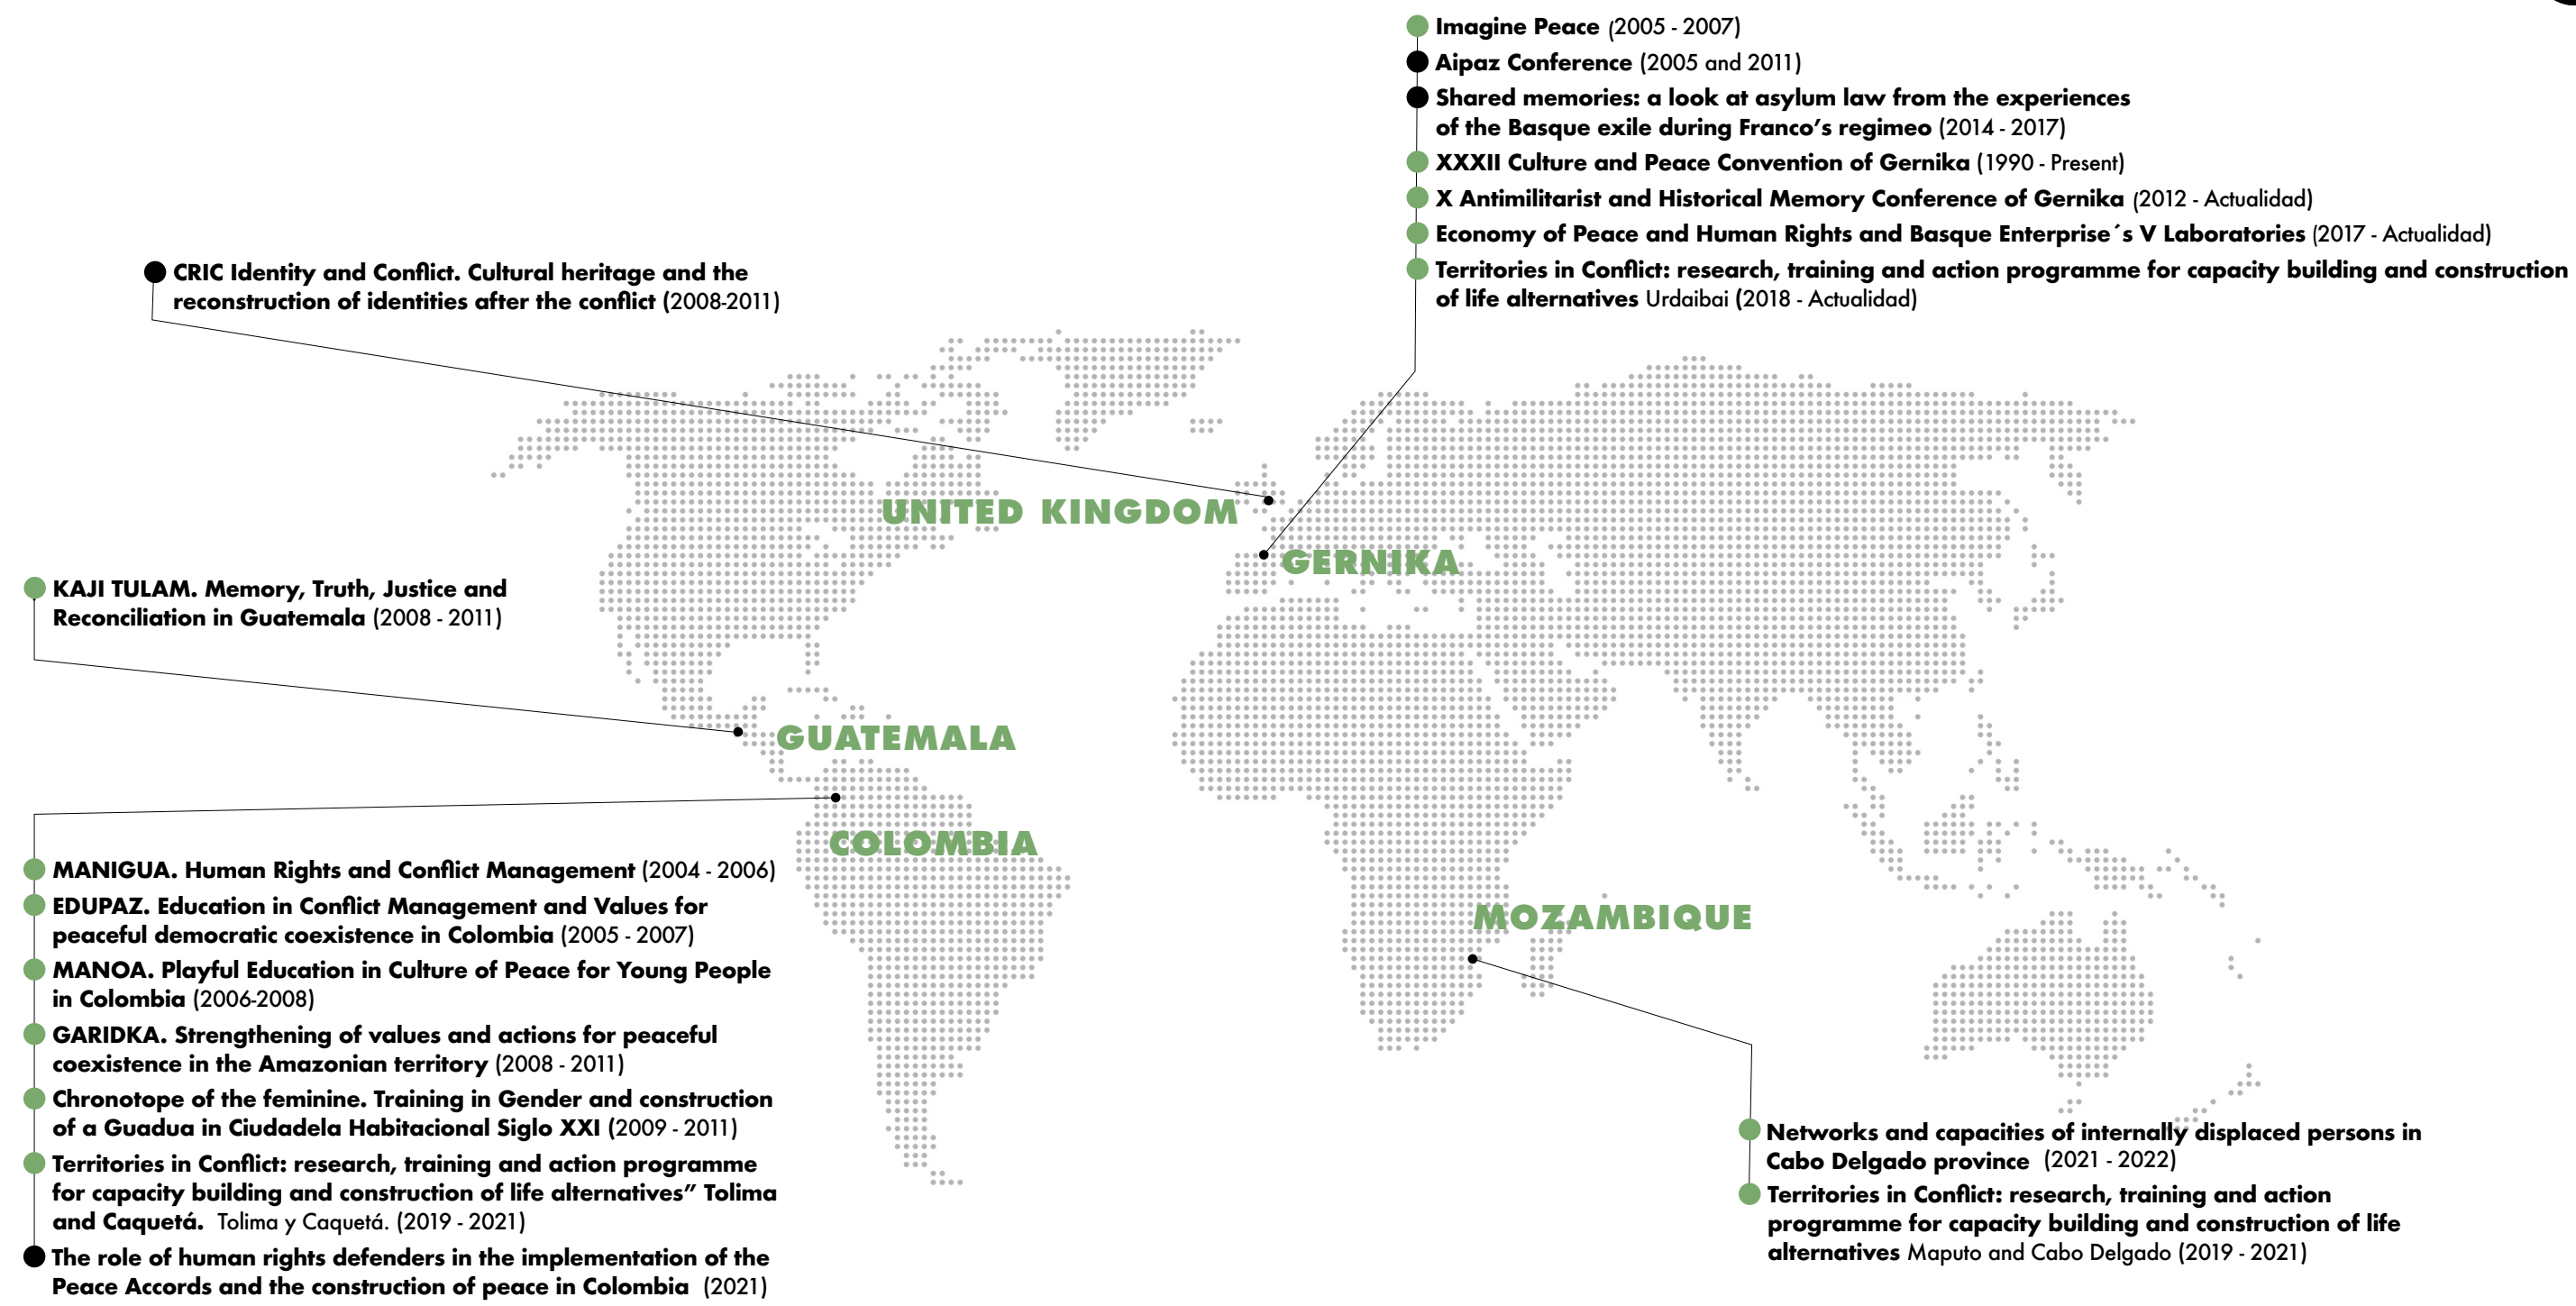 Imagine Peace (2005 - 2007)
Aipaz Conference (2005 and 2011)
Shared memories: a look at asylum law from the experiences
of the Basque exile during Franco’s regimeo (2014 - 2017)
XXXII Culture and Peace Convention of Gernika (1990 - Present)
X Antimilitarist and Historical Memory Conference of Gernika (2012 - Actualidad)
Economy of Peace and Human Rights and Basque Enterprise´s V Laboratories (2017 - Actualidad)
Territories in Conflict: research, training and action programme for capacity building and construction
of life alternatives Urdaibai (2018 - Actualidad)
CRIC Identity and Conflict. Cultural heritage and the
reconstruction of identities after the conflict (2008-2011)
UNITED KINGDOM
GERNIKA
KAJI TULAM. Memory, Truth, Justice and
Reconciliation in Guatemala (2008 - 2011)
GUATEMALA
COLOMBIA
MANIGUA. Human Rights and Conflict Management (2004 - 2006)
EDUPAZ. Education in Conflict Management and Values for
peaceful democratic coexistence in Colombia (2005 - 2007)
MANOA. Playful Education in Culture of Peace for Young People
in Colombia (2006-2008)
GARIDKA. Strengthening of values and actions for peaceful
coexistence in the Amazonian territory (2008 - 2011)
Chronotope of the feminine. Training in Gender and construction
of a Guadua in Ciudadela Habitacional Siglo XXI (2009 - 2011)
Territories in Conflict: research, training and action programme
for capacity building and construction of life alternatives” Tolima
and Caquetá. Tolima y Caquetá. (2019 - 2021)
The role of human rights defenders in the implementation of the
Peace Accords and the construction of peace in Colombia (2021)
MOZAMBIQUE
Networks and capacities of internally displaced persons in
Cabo Delgado province (2021 - 2022)
Territories in Conflict: research, training and action
programme for capacity building and construction of life
alternatives Maputo and Cabo Delgado (2019 - 2021)